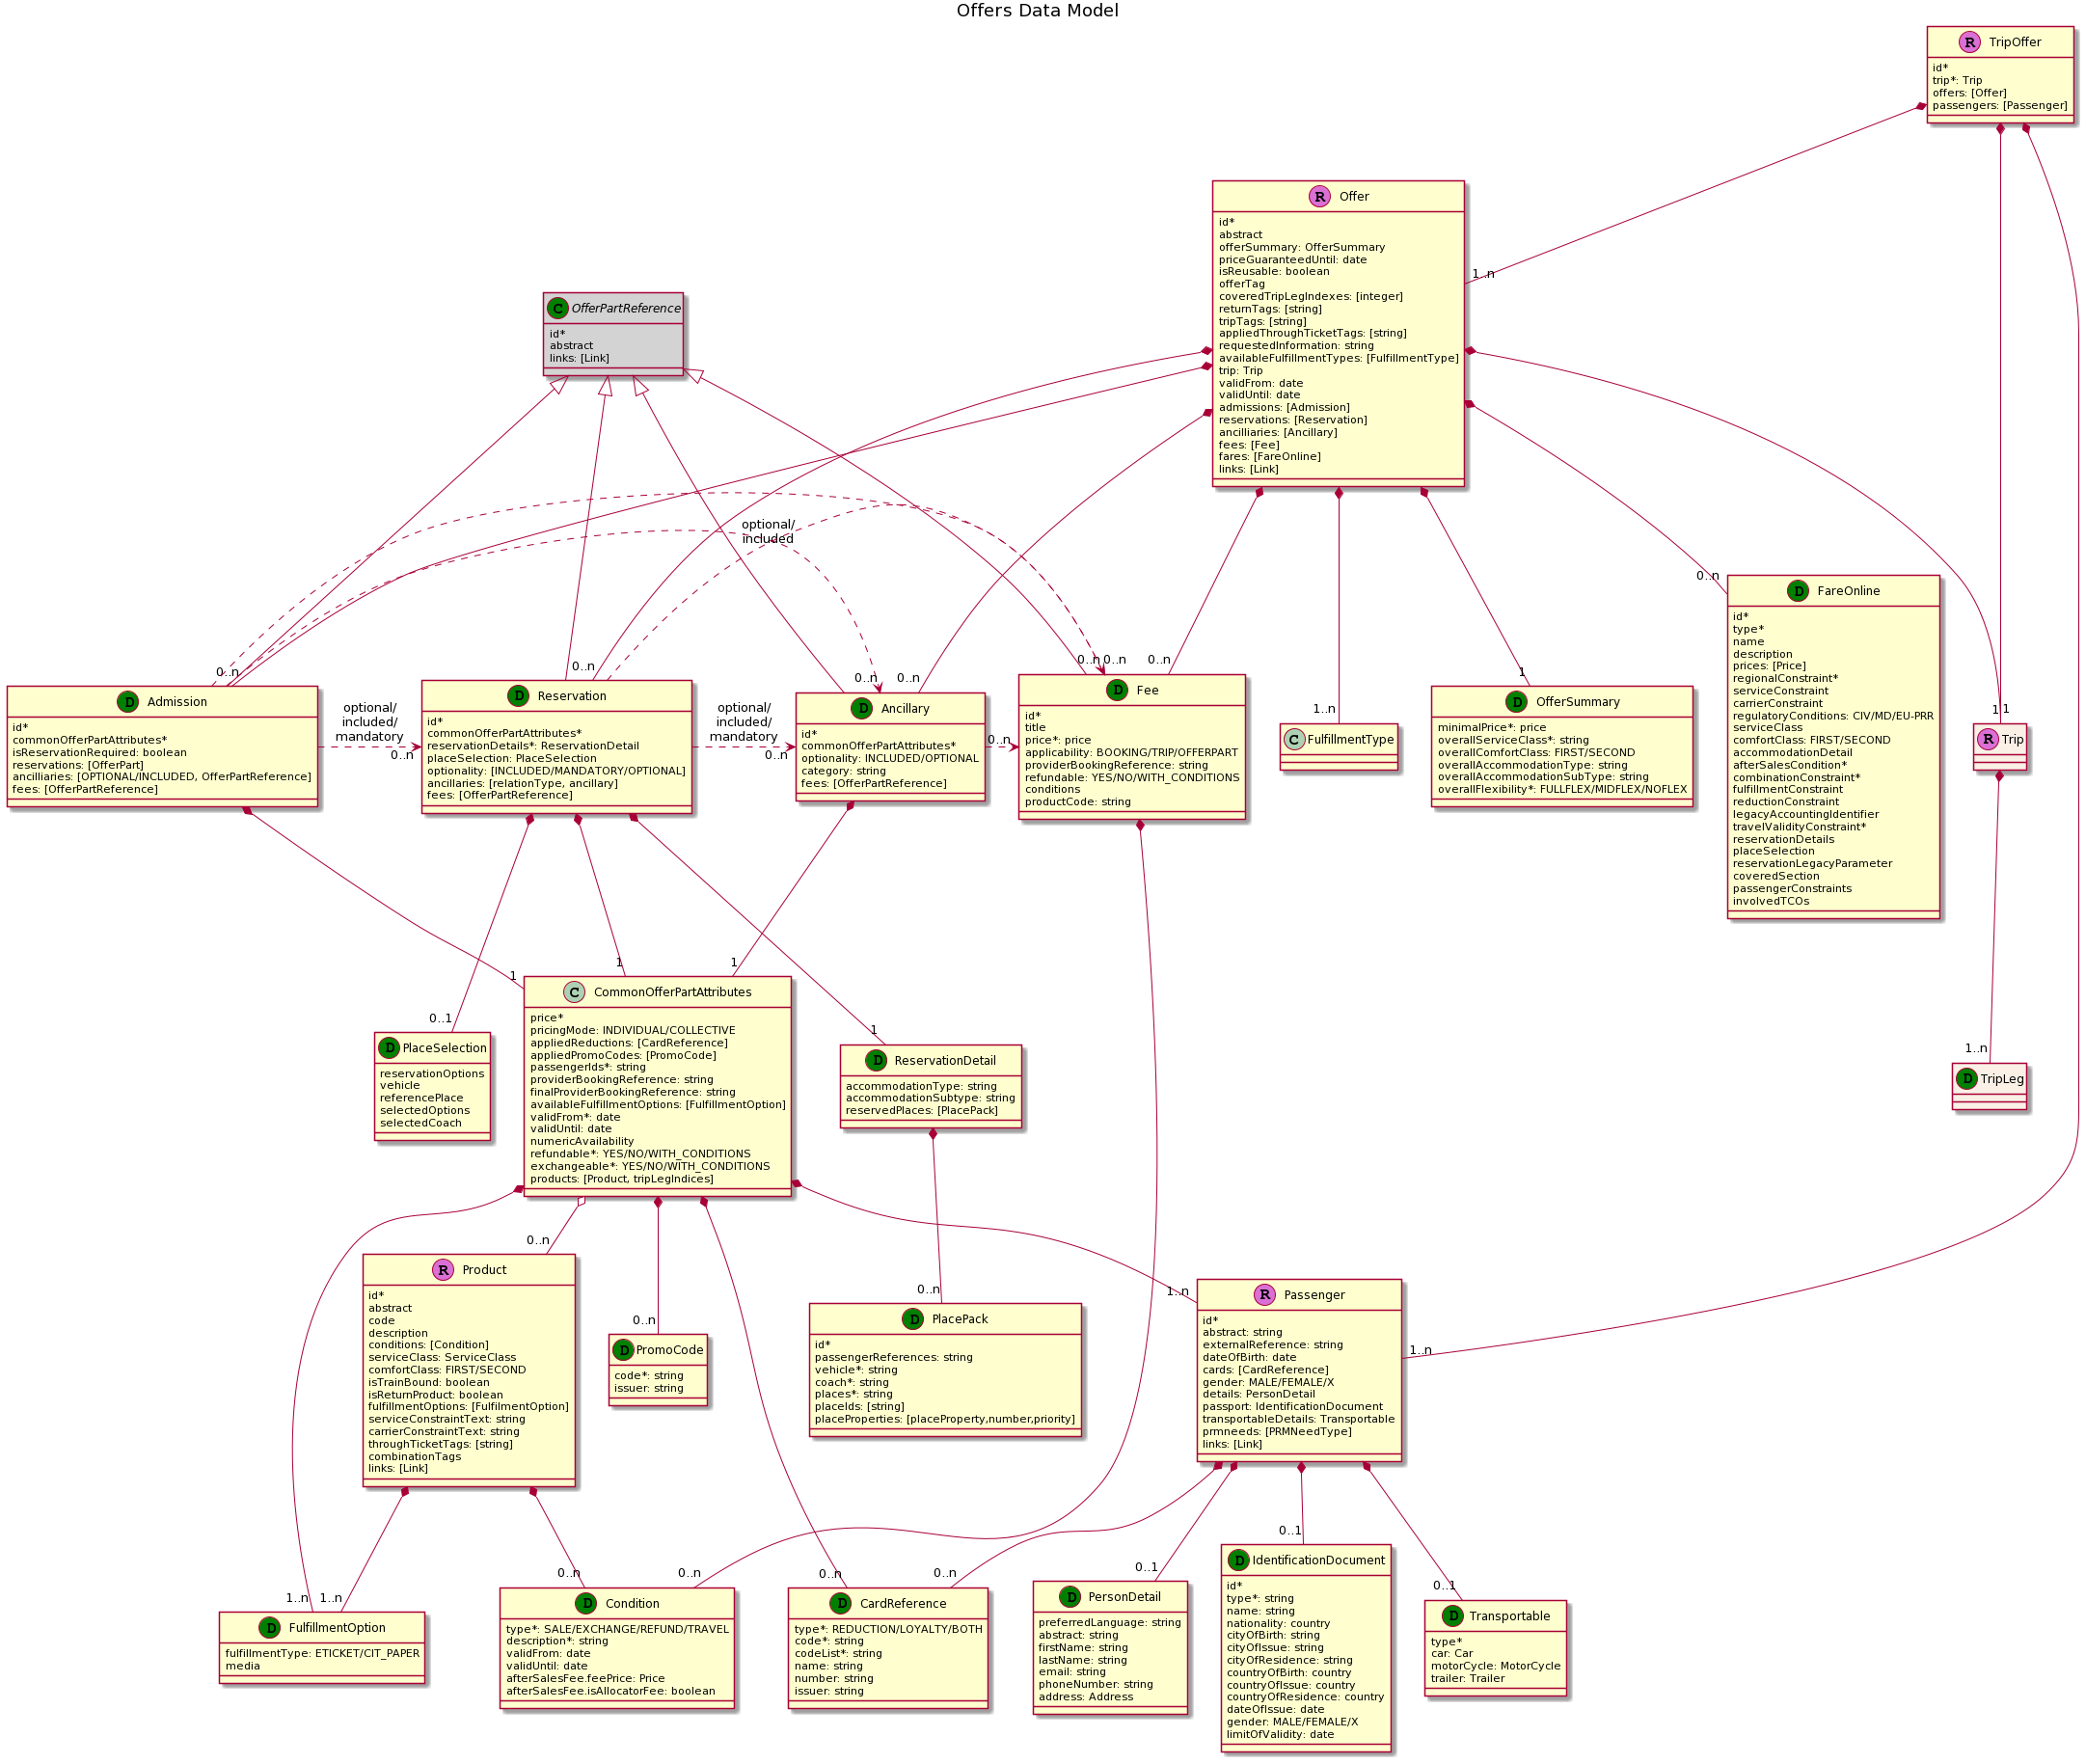 Offers Data Model
R TripOffer
id*
trip*: Trip
offers: [Offer]
passengers: [Passenger]
R Offer
id*
abstract
offerSummary: OfferSummary
priceGuaranteedUntil: date
isReusable: boolean
offerTag
coveredTripLegIndexes: [integer]
returnTags: [string]
tripTags: [string]
appliedThroughTicketTags: [string]
requestedInformation: string
availableFulfillmentTypes: [FulfillmentType]
trip: Trip
validFrom: date
validUntil: date
admissions: [Admission]
reservations: [Reservation]
ancilliaries: [Ancillary]
fees: [Fee]
fares: [FareOnline]
links: [Link]
1..n
C OfferPartReference
id*
abstract
links: [Link]
optional/
included
0..n
0..n
0..n
0..n
0..n
0..n
0..n
0..n
D Admission
id*
commonOfferPartAttributes*
isReservationRequired: boolean
reservations: [OfferPart]
ancilliaries: [OPTIONAL/INCLUDED, OfferPartReference]
fees: [OfferPartReference]
optional/
included/
mandatory
0..n
D Reservation
id*
commonOfferPartAttributes*
reservationDetails*: ReservationDetail
placeSelection: PlaceSelection
optionality: [INCLUDED/MANDATORY/OPTIONAL]
ancillaries: [relationType, ancillary]
fees: [OfferPartReference]
optional/
included/
mandatory
0..n
D Ancillary
id*
commonOfferPartAttributes*
optionality: INCLUDED/OPTIONAL
category: string
fees: [OfferPartReference]
0..n
D Fee
id*
title
price*: price
applicability: BOOKING/TRIP/OFFERPART
providerBookingReference: string
refundable: YES/NO/WITH_CONDITIONS
conditions
productCode: string
1..n
C FulfillmentType
1
D OfferSummary
minimalPrice*: price
overallServiceClass*: string
overallComfortClass: FIRST/SECOND
overallAccommodationType: string
overallAccommodationSubType: string
overallFlexibility*: FULLFLEX/MIDFLEX/NOFLEX
D FareOnline
id*
type*
name
description
prices: [Price]
regionalConstraint*
serviceConstraint
carrierConstraint
regulatoryConditions: CIV/MD/EU-PRR
serviceClass
comfortClass: FIRST/SECOND
accommodationDetail
afterSalesCondition*
combinationConstraint*
fulfillmentConstraint
reductionConstraint
legacyAccountingIdentifier
travelValidityConstraint*
reservationDetails
placeSelection
reservationLegacyParameter
coveredSection
passengerConstraints
involvedTCOs
1
1
R Trip
1..n
D TripLeg
1
1
1
0..1
1
C CommonOfferPartAttributes
price*
pricingMode: INDIVIDUAL/COLLECTIVE
appliedReductions: [CardReference]
appliedPromoCodes: [PromoCode]
passengerIds*: string
providerBookingReference: string
finalProviderBookingReference: string
availableFulfillmentOptions: [FulfillmentOption]
validFrom*: date
validUntil: date
numericAvailability
refundable*: YES/NO/WITH_CONDITIONS
exchangeable*: YES/NO/WITH_CONDITIONS
products: [Product, tripLegIndices]
D PlaceSelection
reservationOptions
vehicle
referencePlace
selectedOptions
selectedCoach
D ReservationDetail
accommodationType: string
accommodationSubtype: string
reservedPlaces: [PlacePack]
0..n
R Product
id*
abstract
code
description
conditions: [Condition]
serviceClass: ServiceClass
comfortClass: FIRST/SECOND
isTrainBound: boolean
isReturnProduct: boolean
fulfillmentOptions: [FulfilmentOption]
serviceConstraintText: string
carrierConstraintText: string
throughTicketTags: [string]
combinationTags
links: [Link]
0..n
D PromoCode
code*: string
issuer: string
0..n
D PlacePack
id*
passengerReferences: string
vehicle*: string
coach*: string
places*: string
placeIds: [string]
placeProperties: [placeProperty,number,priority]
1..n
1..n
R Passenger
id*
abstract: string
externalReference: string
dateOfBirth: date
cards: [CardReference]
gender: MALE/FEMALE/X
details: PersonDetail
passport: IdentificationDocument
transportableDetails: Transportable
prmneeds: [PRMNeedType]
links: [Link]
1..n
1..n
D FulfillmentOption
fulfillmentType: ETICKET/CIT_PAPER
media
0..n
0..n
D Condition
type*: SALE/EXCHANGE/REFUND/TRAVEL
description*: string
validFrom: date
validUntil: date
afterSalesFee.feePrice: Price
afterSalesFee.isAllocatorFee: boolean
0..n
0..n
D CardReference
type*: REDUCTION/LOYALTY/BOTH
code*: string
codeList*: string
name: string
number: string
issuer: string
0..1
D PersonDetail
preferredLanguage: string
abstract: string
firstName: string
lastName: string
email: string
phoneNumber: string
address: Address
0..1
D IdentificationDocument
id*
type*: string
name: string
nationality: country
cityOfBirth: string
cityOfIssue: string
cityOfResidence: string
countryOfBirth: country
countryOfIssue: country
countryOfResidence: country
dateOfIssue: date
gender: MALE/FEMALE/X
limitOfValidity: date
0..1
D Transportable
type*
car: Car
motorCycle: MotorCycle
trailer: Trailer